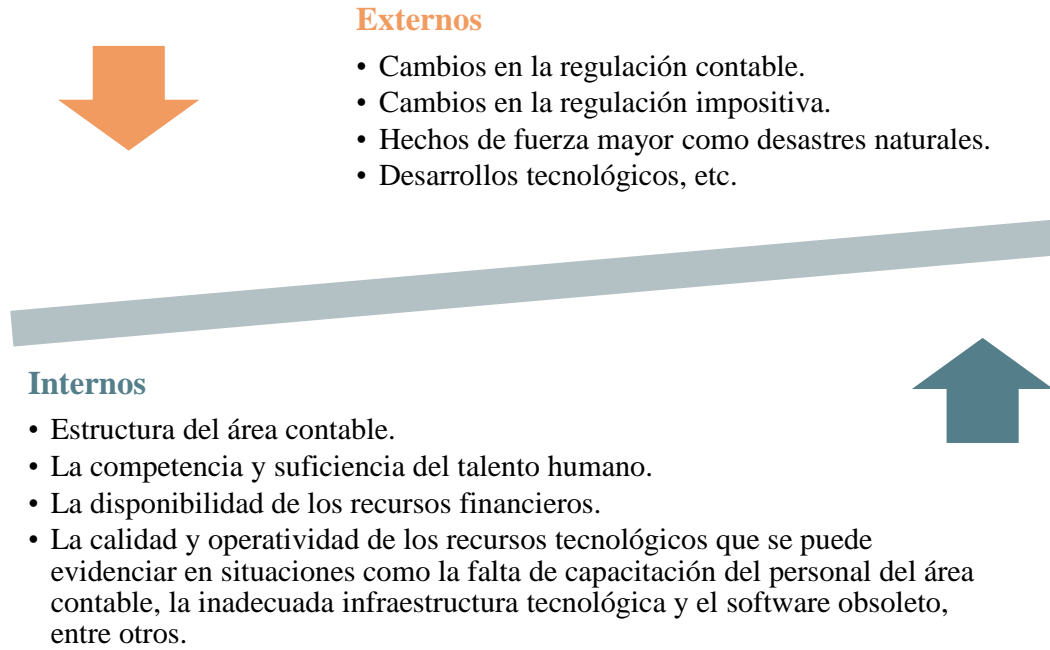 Externos
• Cambios en la regulación contable.
• Cambios en la regulación impositiva.
• Hechos de fuerza mayor como desastres naturales.
• Desarrollos tecnológicos, etc.
Internos
• Estructura del área contable.
• La competencia y suficiencia del talento humano.
• La disponibilidad de los recursos financieros.
• La calidad y operatividad de los recursos tecnológicos que se puede
evidenciar en situaciones como la falta de capacitación del personal del área
contable, la inadecuada infraestructura tecnológica y el software obsoleto,
entre otros.